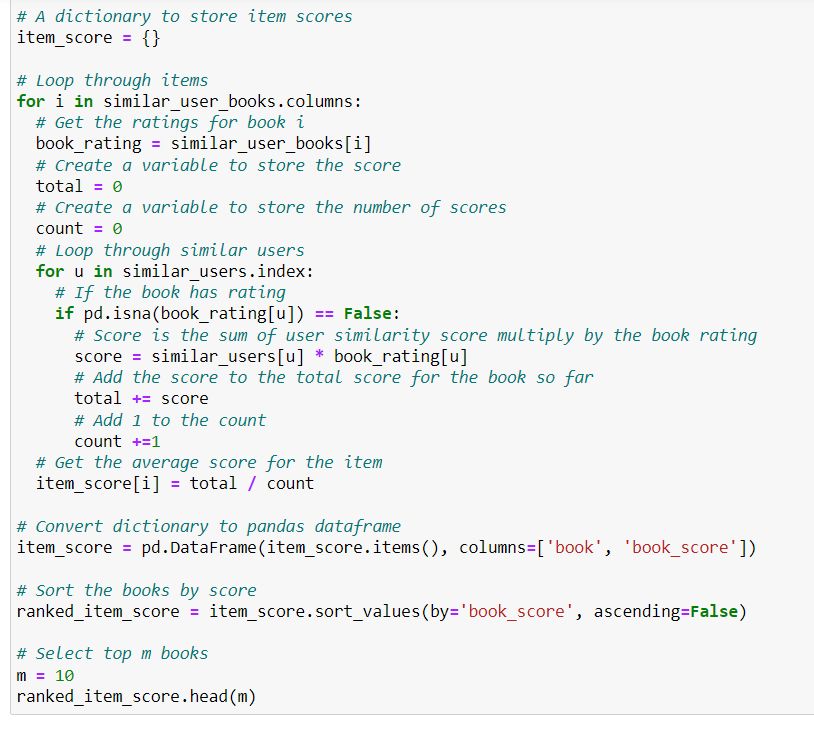 # A dictionary to store item scores
item_score = {}

# Loop through items
for i in similar_user_books.columns:
  # Get the ratings for book i
  book_rating = similar_user_books[i]
  # Create a variable to store the score
  total = 0
  # Create a variable to store the number of scores
  count = 0
  # Loop through similar users
  for u in similar_users.index:
    # If the book has rating
    if pd.isna(book_rating[u]) == False:
      # Score is the sum of user similarity score multiply by the book rating
      score = similar_users[u] * book_rating[u]
      # Add the score to the total score for the book so far
      total += score
      # Add 1 to the count
      count +=1
  # Get the average score for the item
  item_score[i] = total / count

# Convert dictionary to pandas dataframe
item_score = pd.DataFrame(item_score.items(), columns=['book', 'book_score'])

# Sort the books by score
ranked_item_score = item_score.sort_values(by='book_score', ascending=False)

# Select top m books
m = 10
ranked_item_score.head(m)